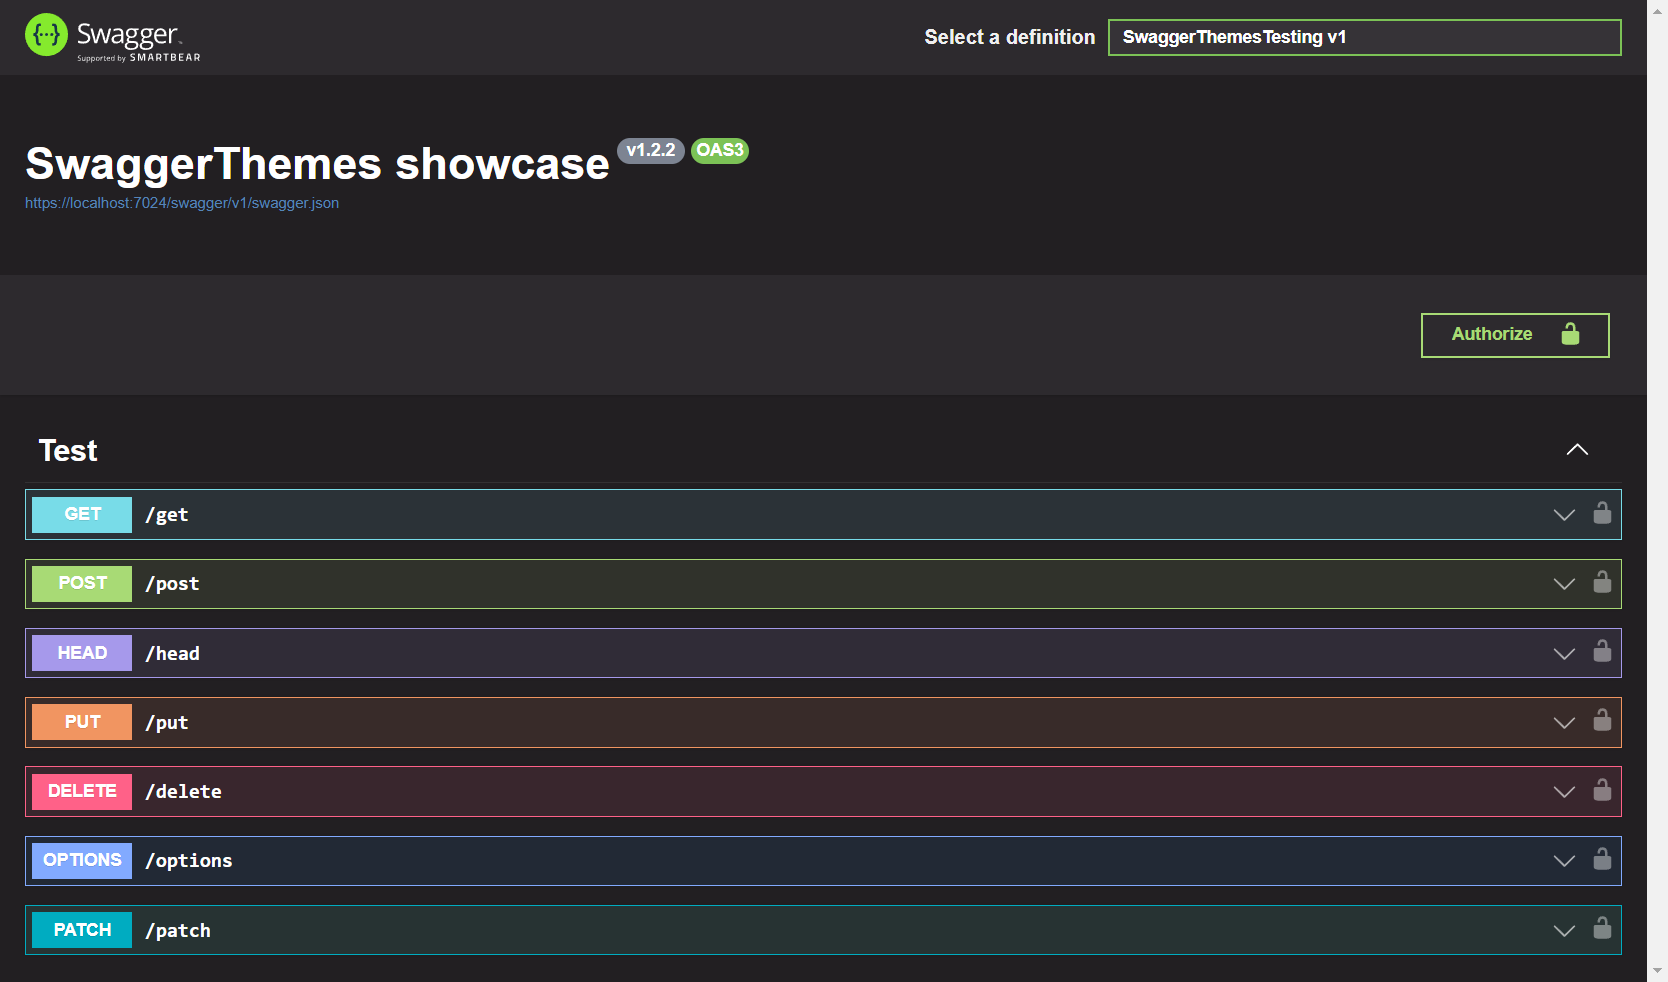 Swagger
Supported by SMARTBEAR
Select a definition
SwaggerThemesTesting v1
SwaggerThemes showcase v1.2.2 OAS3
https://localhost:7024/swagger/v1/swagger.json
Authorize
Test
GET /get
POST /post
HEAD /head
PUT /put
DELETE /delete
OPTIONS /options
PATCH /patch